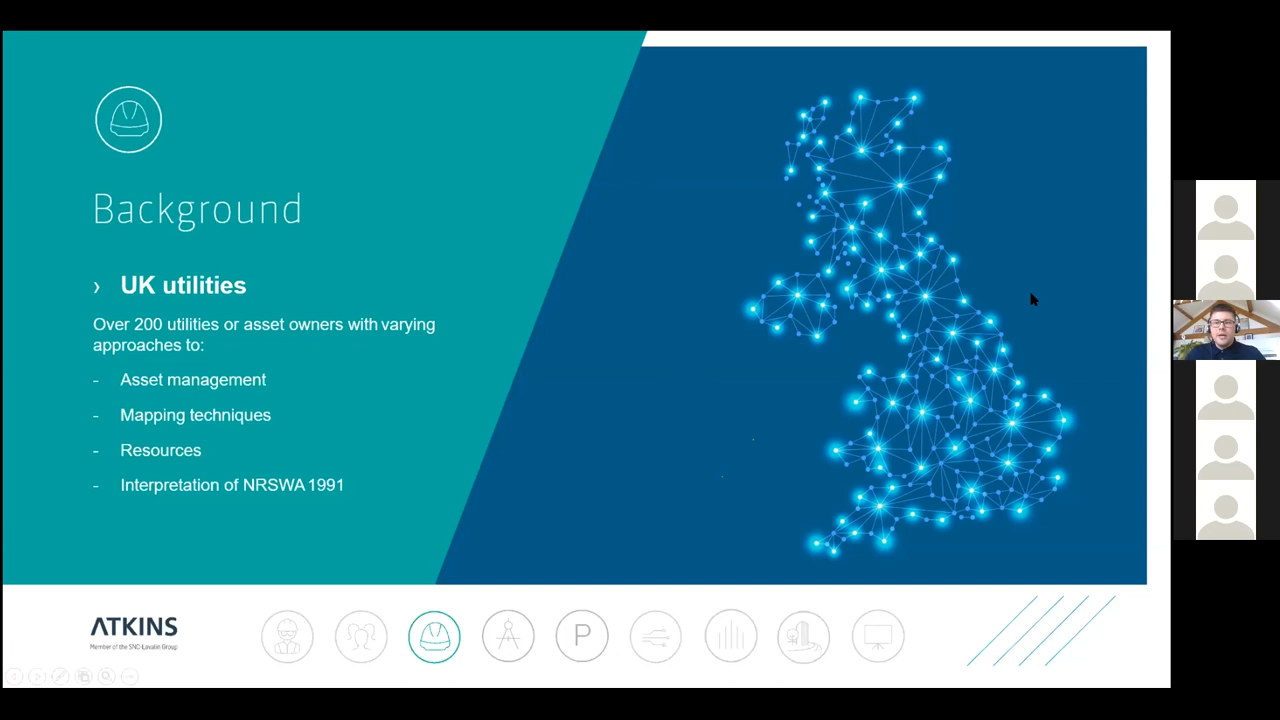 Background
› UK utilities
Over 200 utilities or asset owners with varying
approaches to:
- Asset management
- Mapping techniques
- Resources
- Interpretation of NRSWA 1991
ATKINS
Member of the SNC-Lavalin Group
P